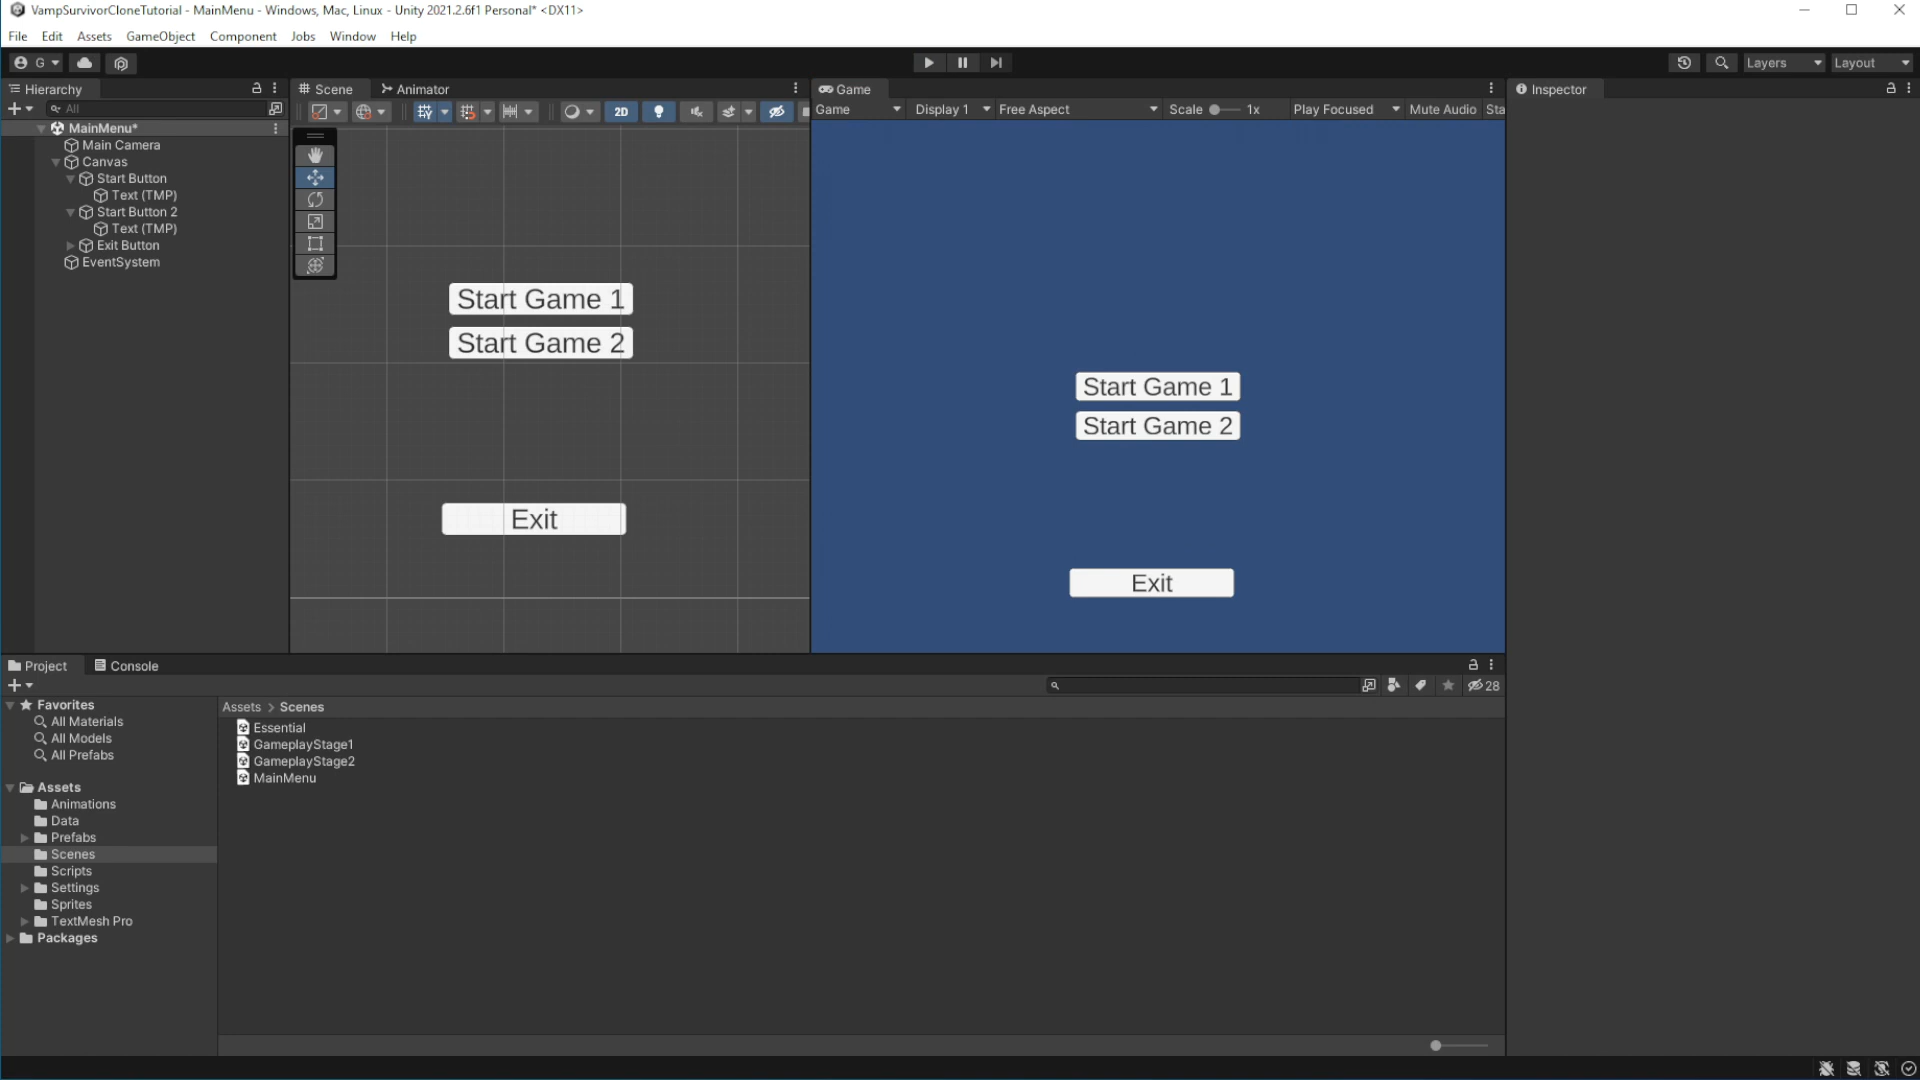 VampSurvivorCloneTutorial - MainMenu - Windows, Mac, Linux - Unity 2021.2.6f1 Personal* <DX11>
File Edit Assets GameObject Component Jobs Window Help
G Layers Layout
Hierarchy Scene Animator Game Inspector
All 2D Game Display 1 Free Aspect Scale 1x Play Focused Mute Audio Sta
MainMenu*
Main Camera
Canvas
Start Button
Text (TMP)
Start Button 2
Text (TMP)
Exit Button
EventSystem
Start Game 1
Start Game 2
Exit
Start Game 1
Start Game 2
Exit
Project Console
28
Favorites
All Materials
All Models
All Prefabs
Assets
Animations
Data
Prefabs
Scenes
Scripts
Settings
Sprites
TextMesh Pro
Packages
Assets > Scenes
Essential
GameplayStage1
GameplayStage2
MainMenu